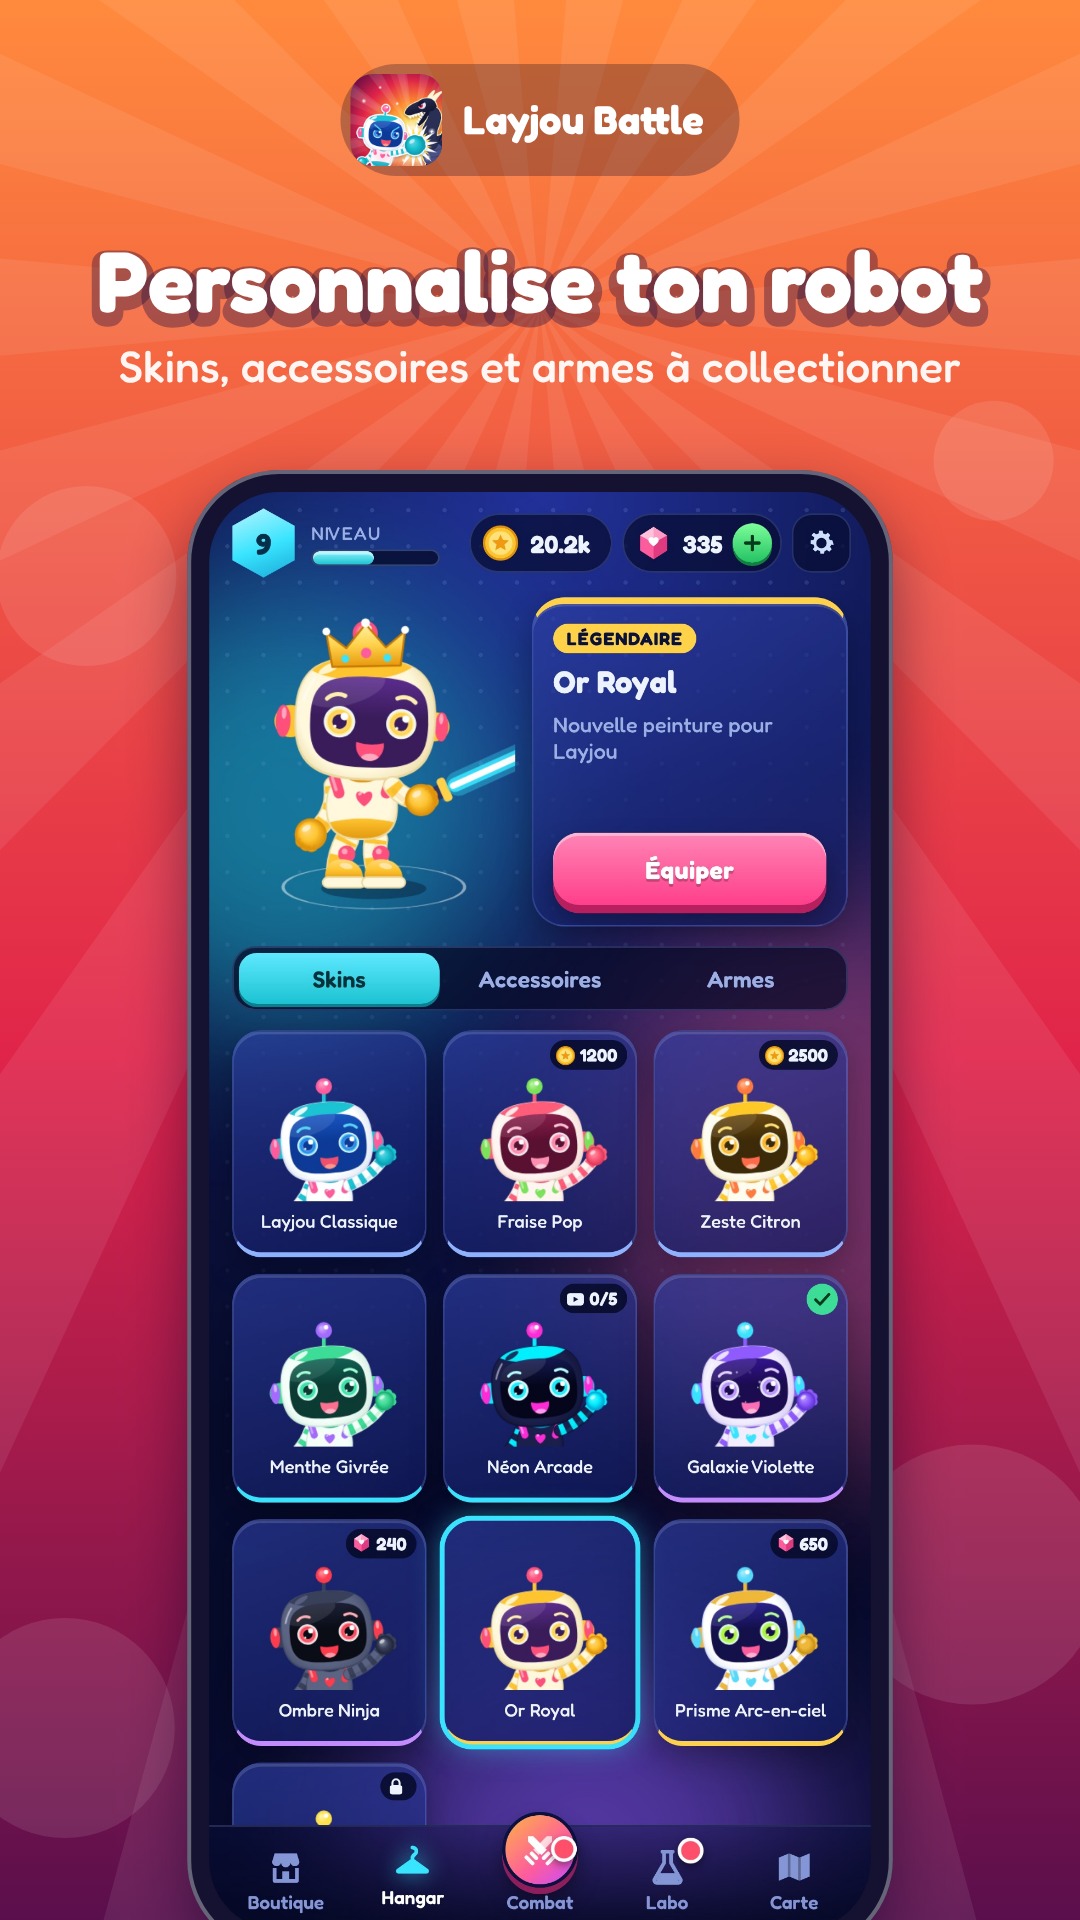 Layjou Battle
Personnalise ton robot
Skins, accessoires et armes à collectionner
9
NIVEAU
20.2k
335
LÉGENDAIRE
Or Royal
Nouvelle peinture pour
Layjou
Équiper
Skins
Accessoires
Armes
1200
2500
Layjou Classique
Fraise Pop
Zeste Citron
0/5
Menthe Givrée
Néon Arcade
Galaxie Violette
240
650
Ombre Ninja
Or Royal
Prisme Arc-en-ciel
Boutique
Hangar
Combat
Labo
Carte